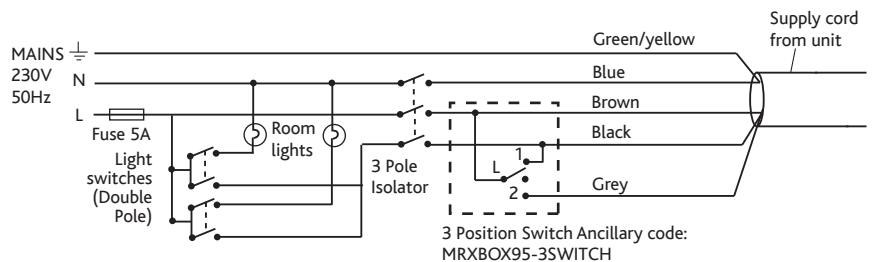 MAINS
230V
50Hz
N
L
Fuse 5A
Light
switches
(Double
Pole)
Room
lights
3 Pole
Isolator
Green/yellow
Blue
Brown
Black
Grey
L
1
2
Supply cord
from unit
3 Position Switch Ancillary code:
MRXBOX95-3SWITCH